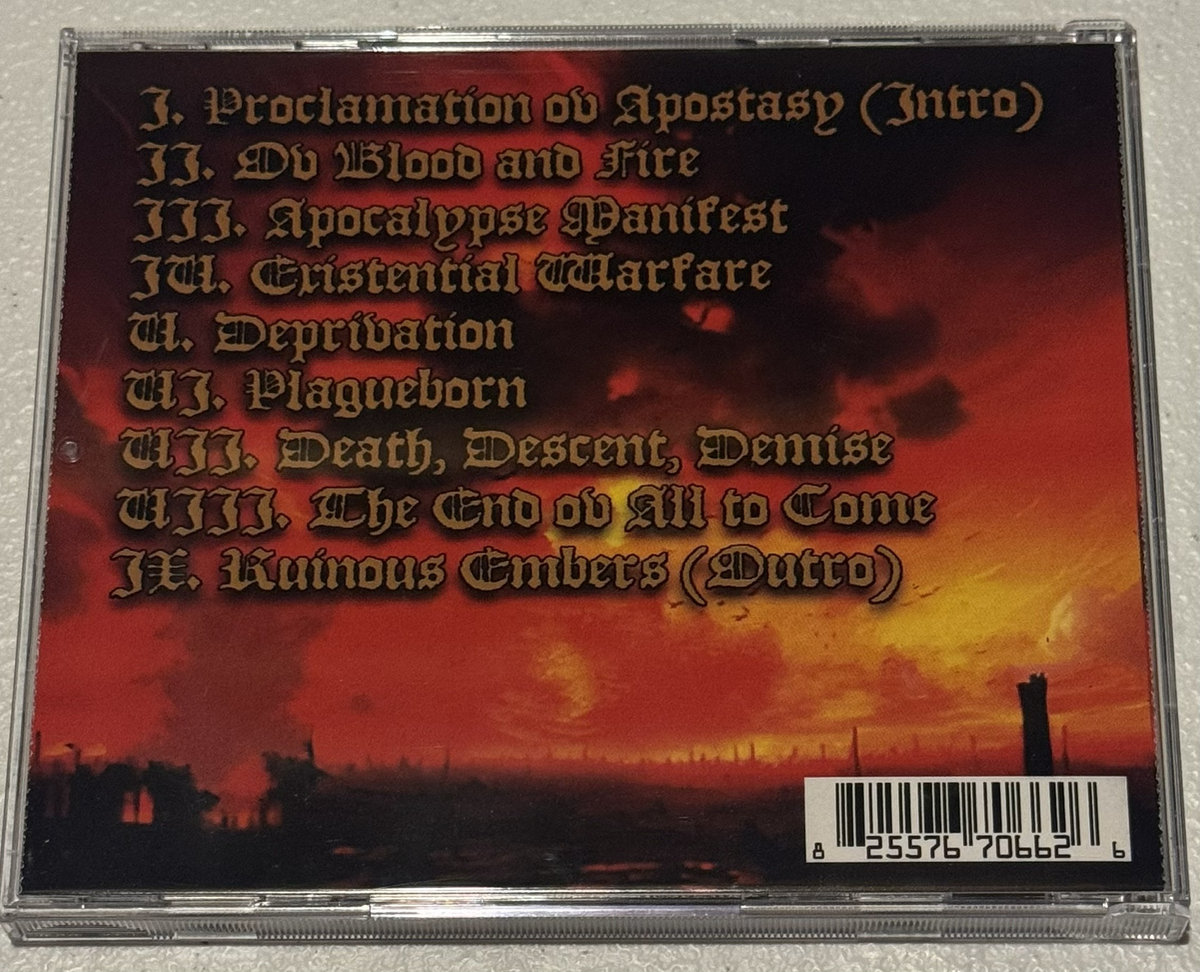 I. Proclamation ov Apostasy (Intro)
II. Ov Blood and Fire
III. Apocalypse Manifest
IV. Existential Warfare
V. Deprivation
VI. Plagueborn
VII. Death, Descent, Demise
VIII. The End ov All to Come
IX. Ruinous Embers (Outro)
8 25576 70662 6